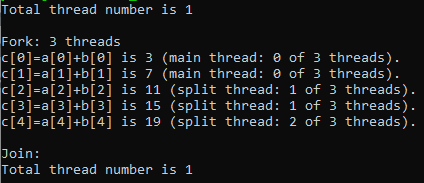 Total thread number is 1
Fork: 3 threads
c[0]=a[0]+b[0] is 3 (main thread: 0 of 3 threads).
c[1]=a[1]+b[1] is 7 (main thread: 0 of 3 threads).
c[2]=a[2]+b[2] is 11 (split thread: 1 of 3 threads).
c[3]=a[3]+b[3] is 15 (split thread: 1 of 3 threads).
c[4]=a[4]+b[4] is 19 (split thread: 2 of 3 threads).
Join:
Total thread number is 1